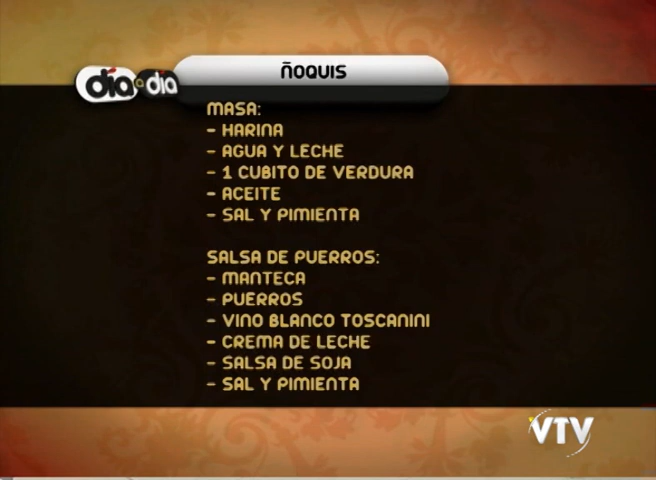 ÑOQUIS
día a día
MASA:
- HARINA
- AGUA Y LECHE
- 1 CUBITO DE VERDURA
- ACEITE
- SAL Y PIMIENTA
SALSA DE PUERROS:
- MANTECA
- PUERROS
- VINO BLANCO TOSCANINI
- CREMA DE LECHE
- SALSA DE SOJA
- SAL Y PIMIENTA
VTV